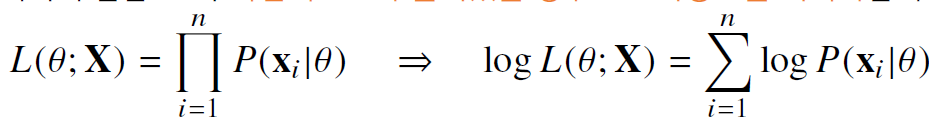 L(θ; X) = ∏_{i=1}^{n} P(x_i|θ) ⇒ log L(θ; X) = ∑_{i=1}^{n} log P(x_i|θ)